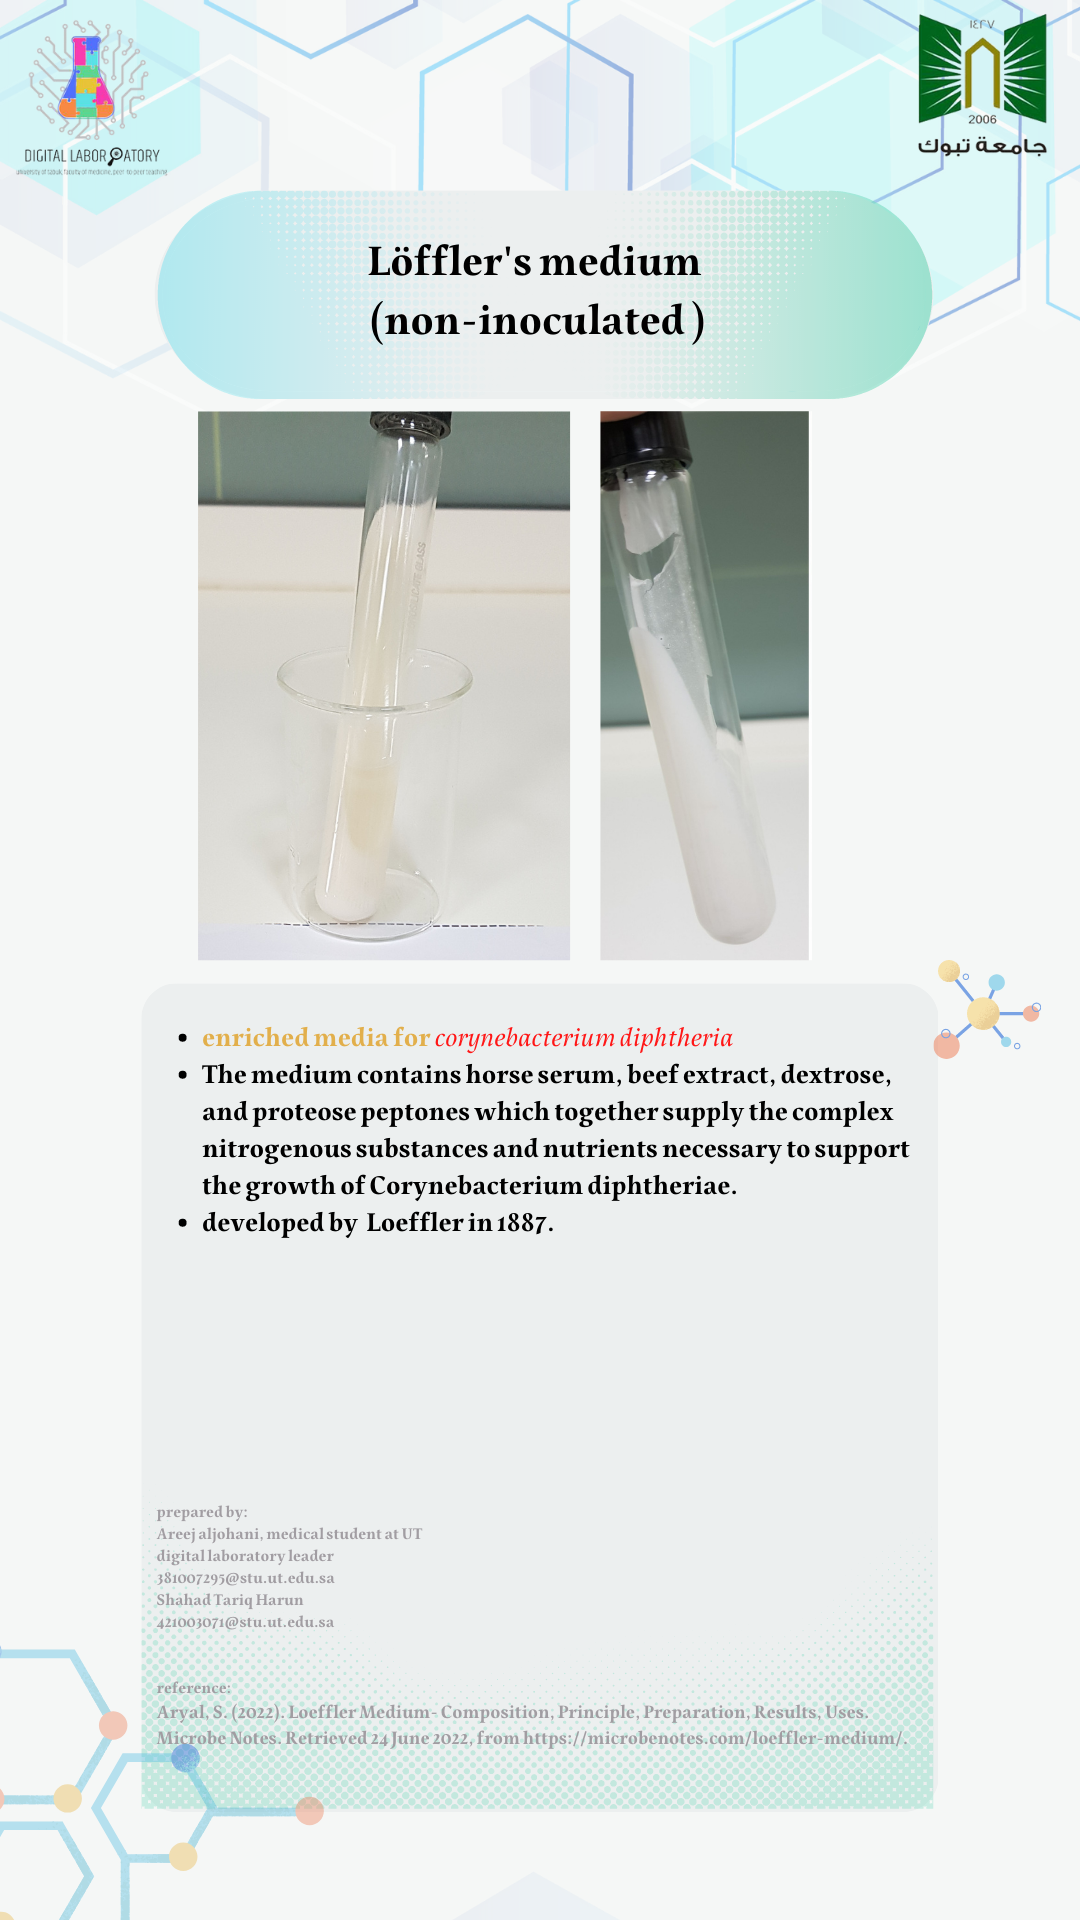 DIGITAL LABORATORY
university of tabuk, faculty of medicine, peer-to-peer teaching
١٤٢٧
2006
جامعة تبوك
Löffler's medium
(non-inoculated )
enriched media for corynebacterium diphtheria
The medium contains horse serum, beef extract, dextrose,
and proteose peptones which together supply the complex
nitrogenous substances and nutrients necessary to support
the growth of Corynebacterium diphtheriae.
developed by Loeffler in 1887.
prepared by:
Areej aljohani, medical student at UT
digital laboratory leader
381007295@stu.ut.edu.sa
Shahad Tariq Harun
421003071@stu.ut.edu.sa
reference:
Aryal, S. (2022). Loeffler Medium- Composition, Principle, Preparation, Results, Uses.
Microbe Notes. Retrieved 24 June 2022, from https://microbenotes.com/loeffler-medium/.